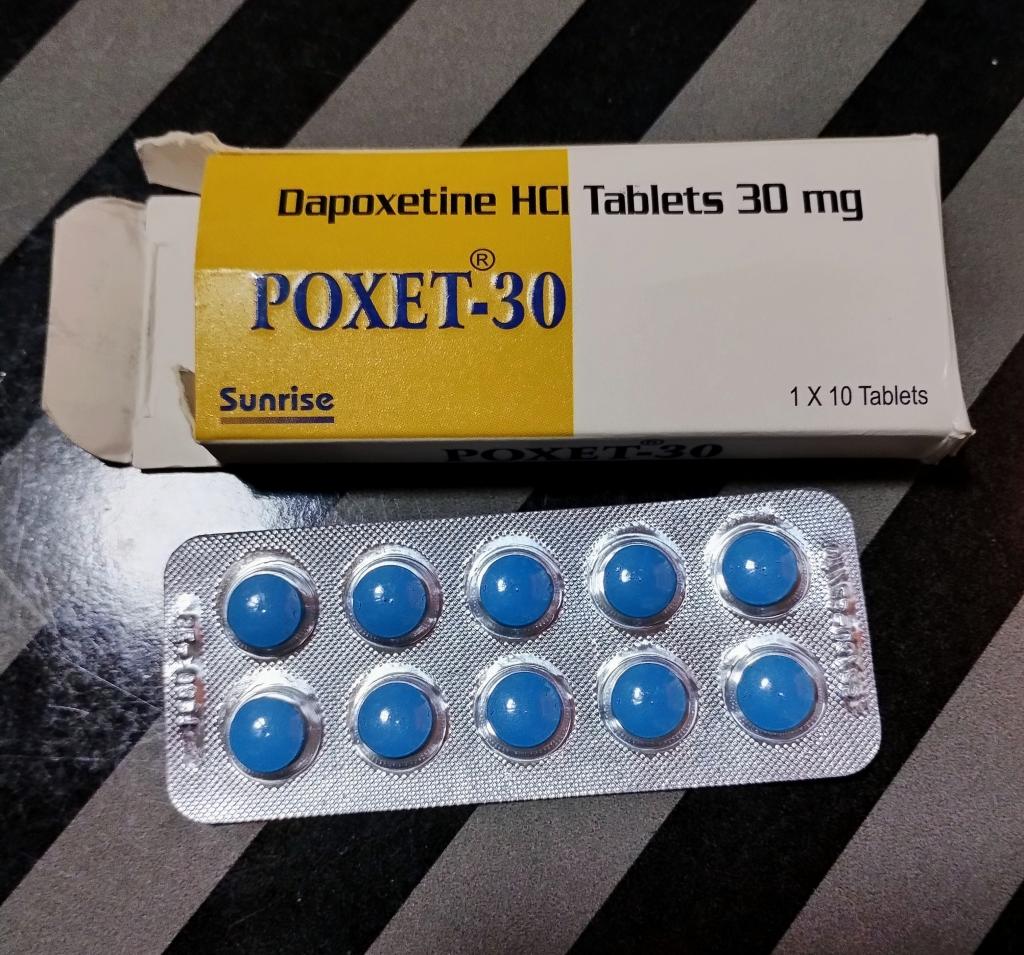 Dapoxetine HCl Tablets 30 mg
POXET®-30
Sunrise
1 X 10 Tablets
POXET®-30